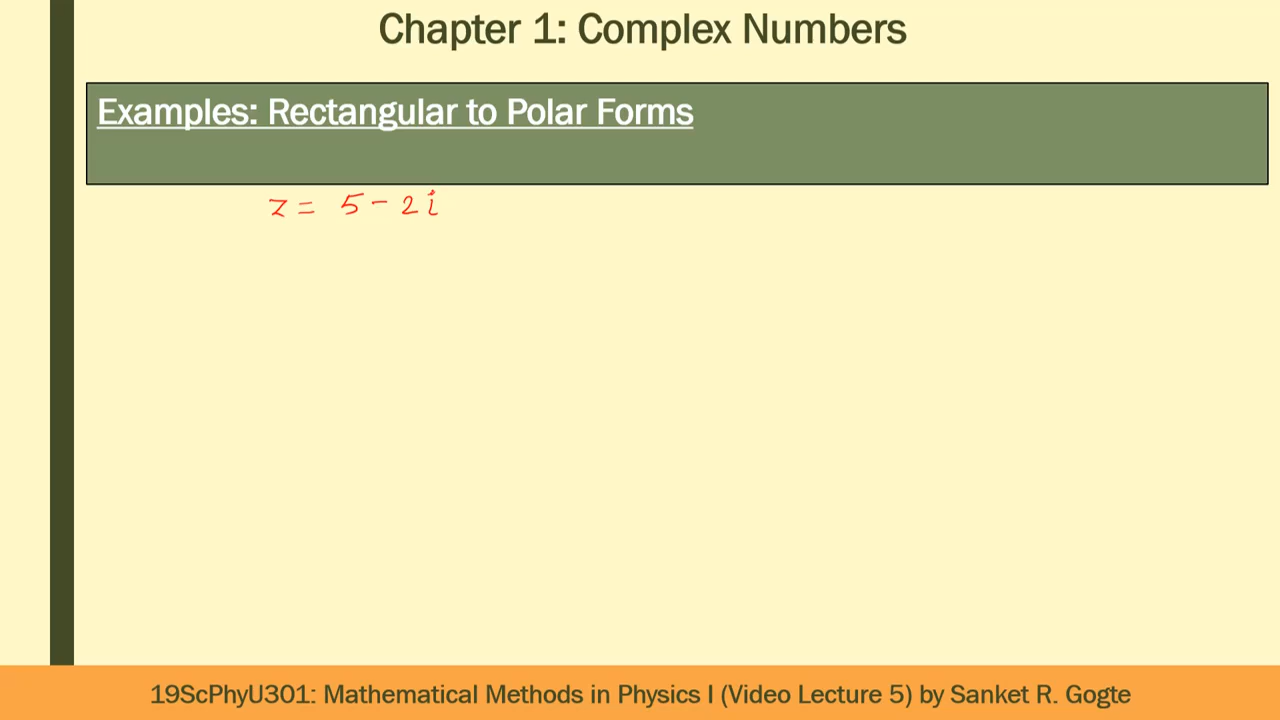 Chapter 1: Complex Numbers
Examples: Rectangular to Polar Forms
z = 5 - 2i
19ScPhyU301: Mathematical Methods in Physics I (Video Lecture 5) by Sanket R. Gogte